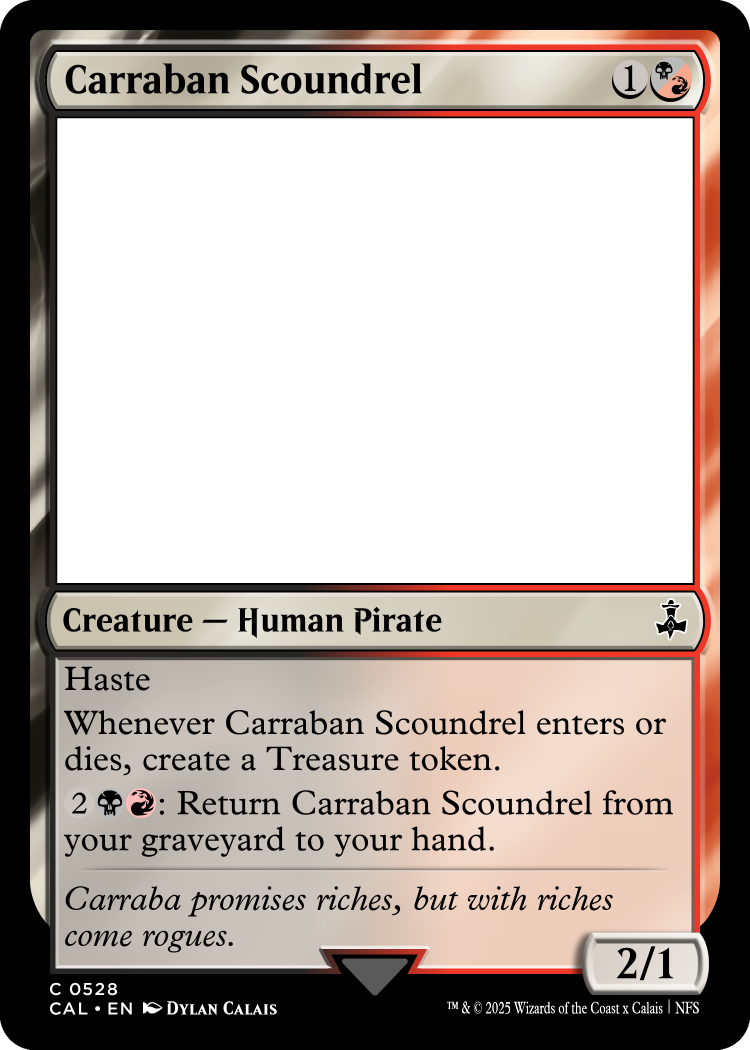 Carraban Scoundrel 1
Creature — Human Pirate
Haste
Whenever Carraban Scoundrel enters or
dies, create a Treasure token.
2 : Return Carraban Scoundrel from
your graveyard to your hand.
Carraba promises riches, but with riches
come rogues.
2/1
C 0528
CAL • EN DYLAN CALAIS
™ & © 2025 Wizards of the Coast x Calais | NFS